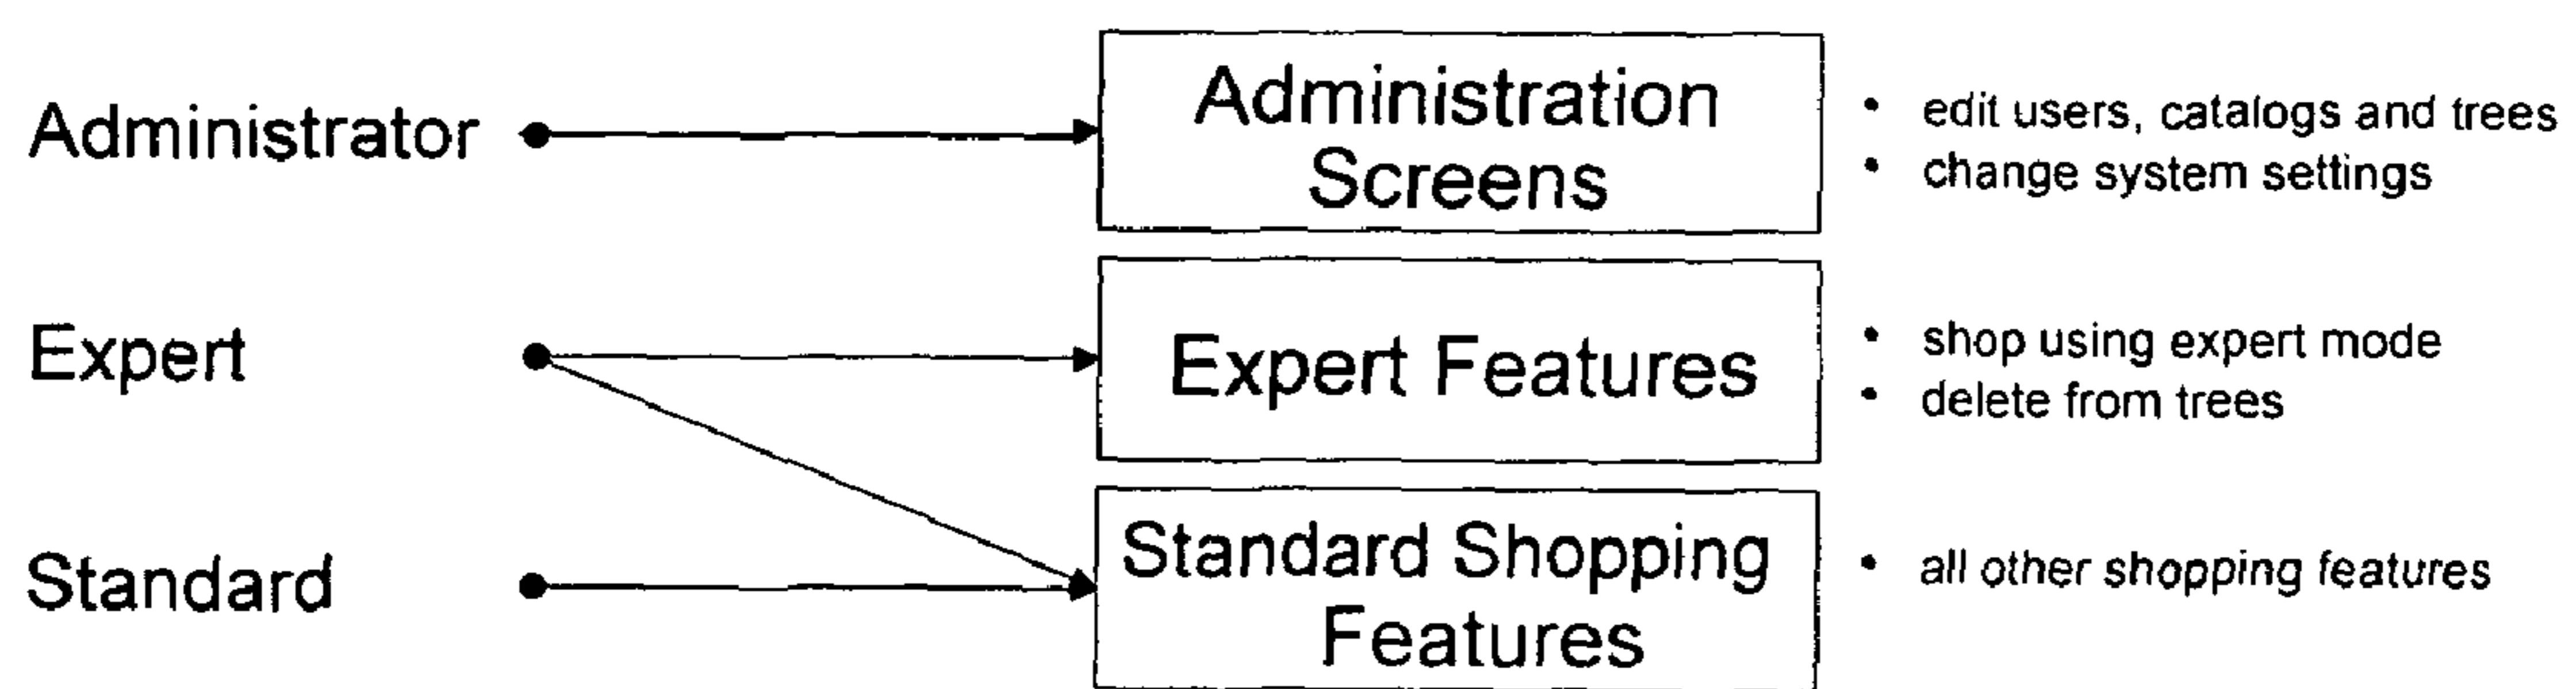 Administrator
Administration
Screens
• edit users, catalogs and trees
• change system settings
Expert
Expert Features
• shop using expert mode
• delete from trees
Standard
Standard Shopping
Features
• all other shopping features